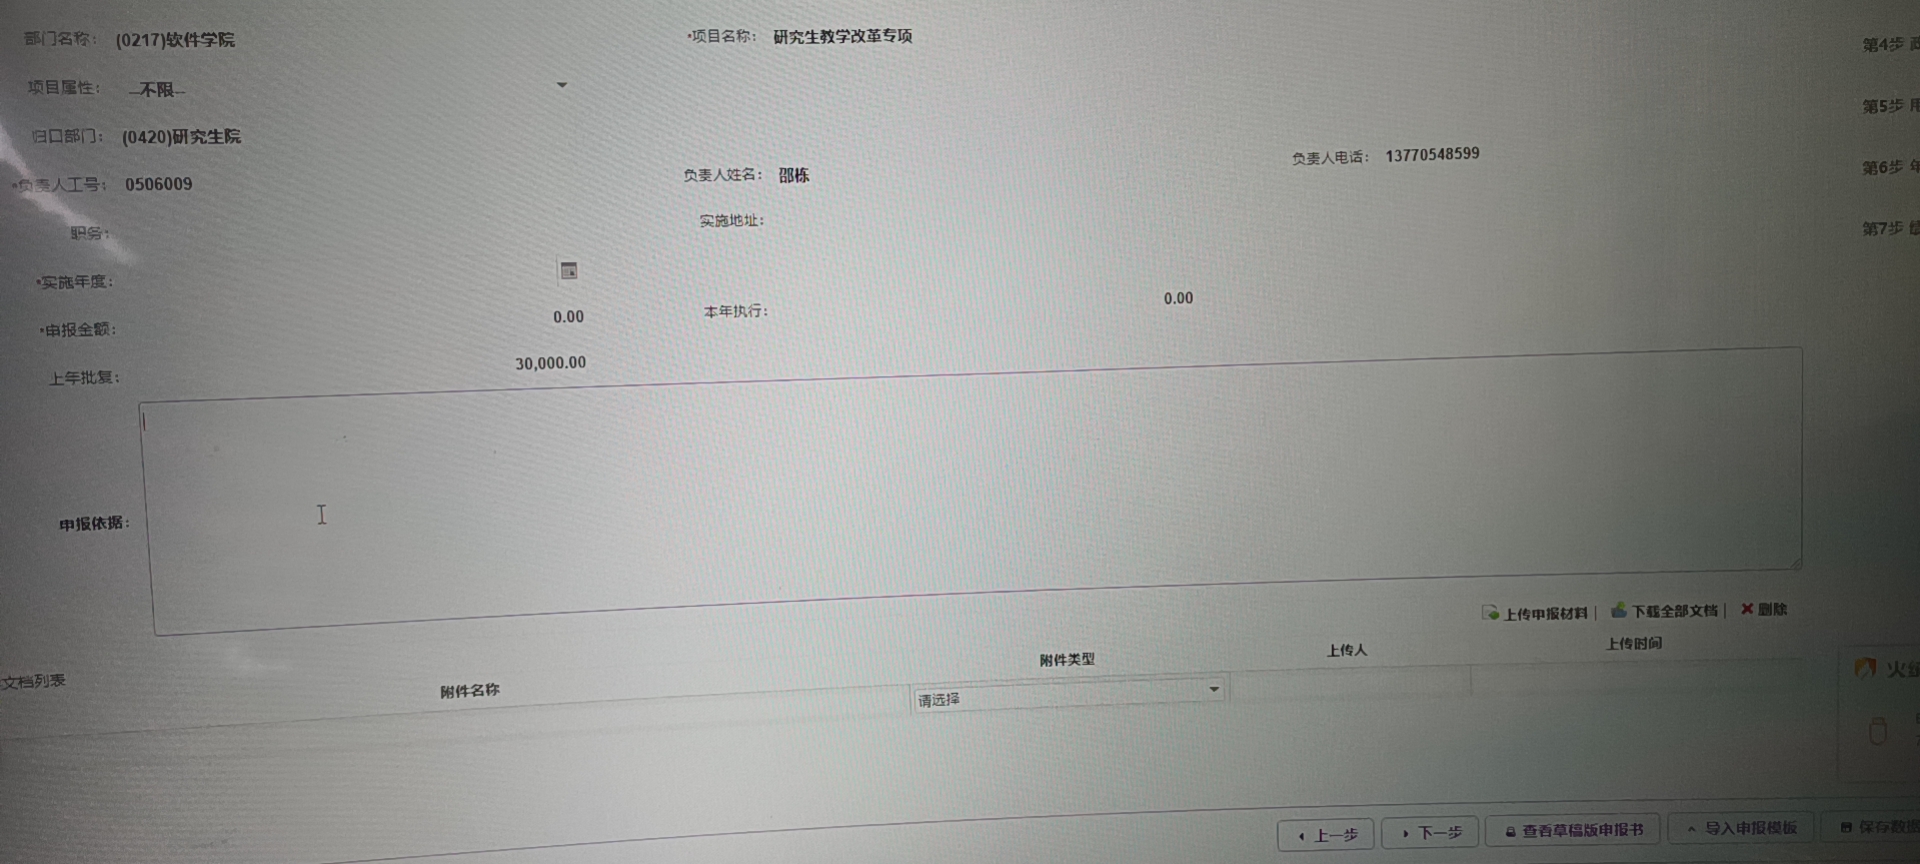 部门名称： (0217)软件学院 *项目名称： 研究生教学改革专项
项目属性： --不限--
归口部门： (0420)研究生院
*负责人工号： 0506009 负责人姓名： 邵栋 负责人电话： 13770548599
职务： 实施地址：
*实施年度：
*申报金额： 0.00 本年执行： 0.00
上年批复： 30,000.00
申报依据：
上传申报材料 | 下载全部文档 | 删除
文档列表
附件名称 附件类型 上传人 上传时间
请选择
上一步 下一步 查看草稿版申报书 导入申报模板 保存数据
第4步
第5步
第6步 年
第7步
火